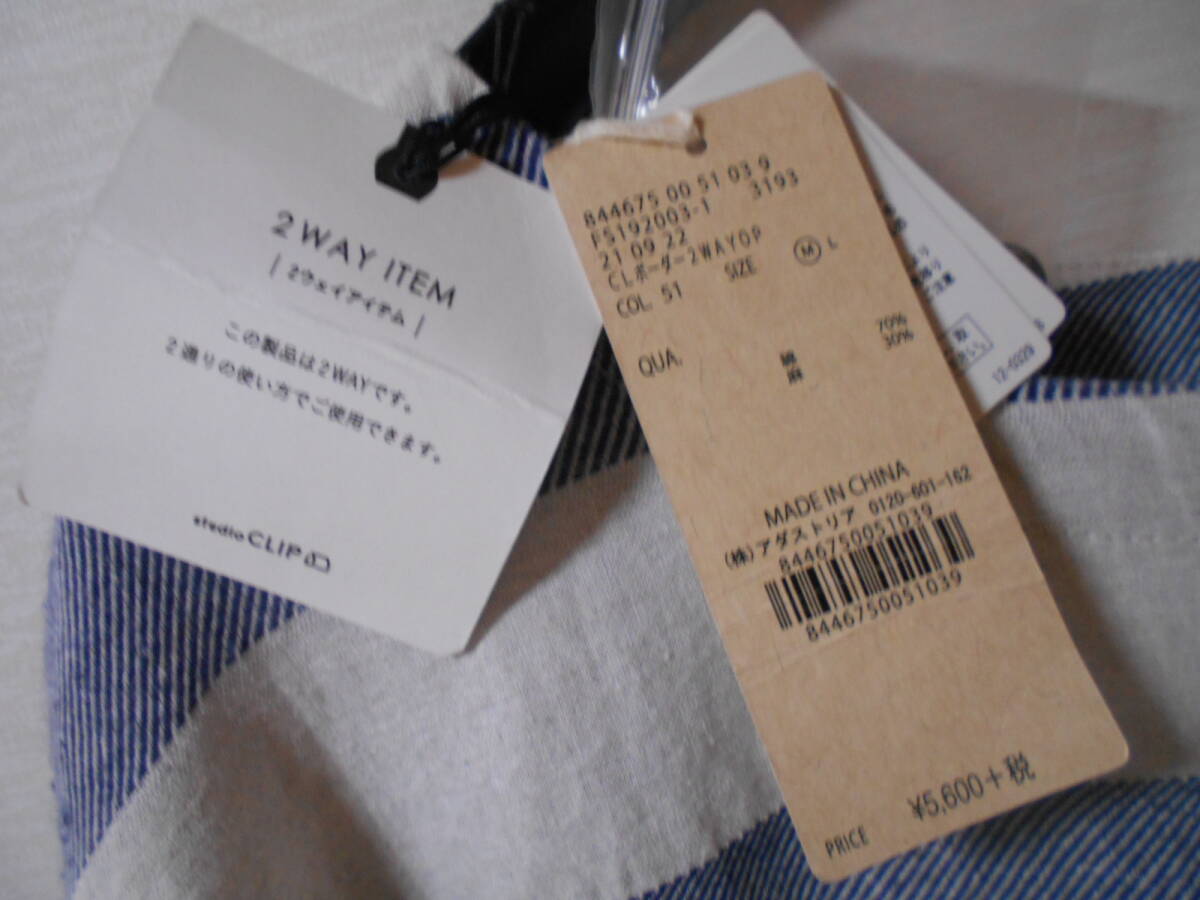 2WAY ITEM
| 2ウェイアイテム |
この製品は2WAYです。
2通りの使い方でご使用できます。
studio CLIP
844675 00 51 03 9
FS192003-1 3193
21 09 22
CLボーダー2WAYOP
COL 51 SIZE M L
QUA. 綿 70%
麻 30%
MADE IN CHINA
(株)アダストリア 0120-601-162
8446750051039
8446750051039
¥5,600+税
PRICE
12-0329